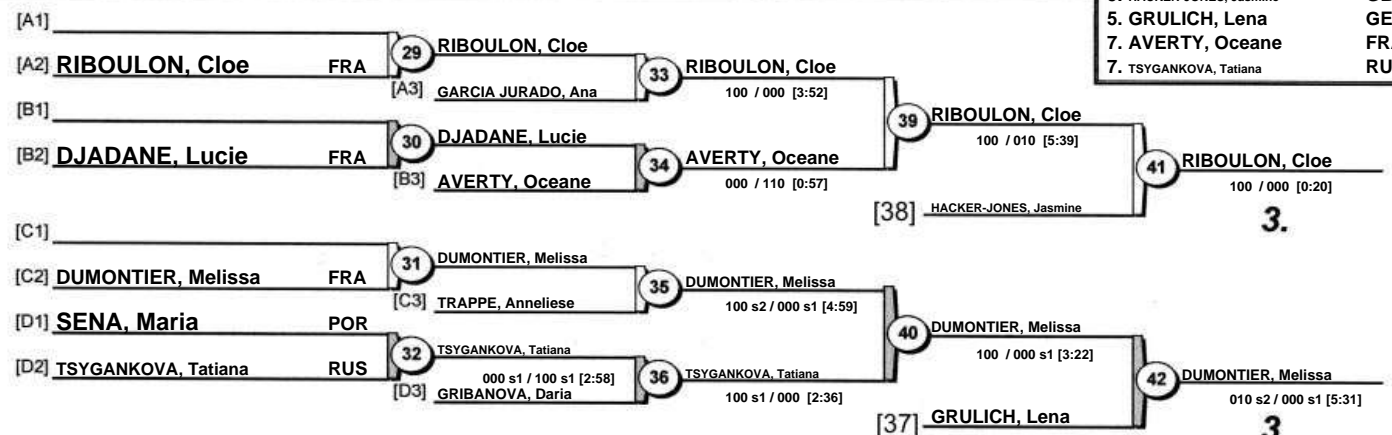 [A1]
[A2] RIBOULON, Cloe FRA
29
RIBOULON, Cloe
[A3] GARCIA JURADO, Ana
33
RIBOULON, Cloe
100 / 000 [3:52]
[B1]
[B2] DJADANE, Lucie FRA
30
DJADANE, Lucie
[B3] AVERTY, Oceane
34
AVERTY, Oceane
000 / 110 [0:57]
39
RIBOULON, Cloe
100 / 010 [5:39]
[38] HACKER-JONES, Jasmine
41
RIBOULON, Cloe
100 / 000 [0:20]
3.
[C1]
[C2] DUMONTIER, Melissa FRA
31
DUMONTIER, Melissa
[C3] TRAPPE, Anneliese
35
DUMONTIER, Melissa
100 s2 / 000 s1 [4:59]
[D1] SENA, Maria POR
[D2] TSYGANKOVA, Tatiana RUS
32
TSYGANKOVA, Tatiana
000 s1 / 100 s1 [2:58]
[D3] GRIBANOVA, Daria
36
TSYGANKOVA, Tatiana
100 s1 / 000 [2:36]
40
DUMONTIER, Melissa
100 / 000 s1 [3:22]
[37] GRULICH, Lena
42
DUMONTIER, Melissa
010 s2 / 000 s1 [5:31]
3
5. GRULICH, Lena GE
7. AVERTY, Oceane FRA
7. TSYGANKOVA, Tatiana RUS